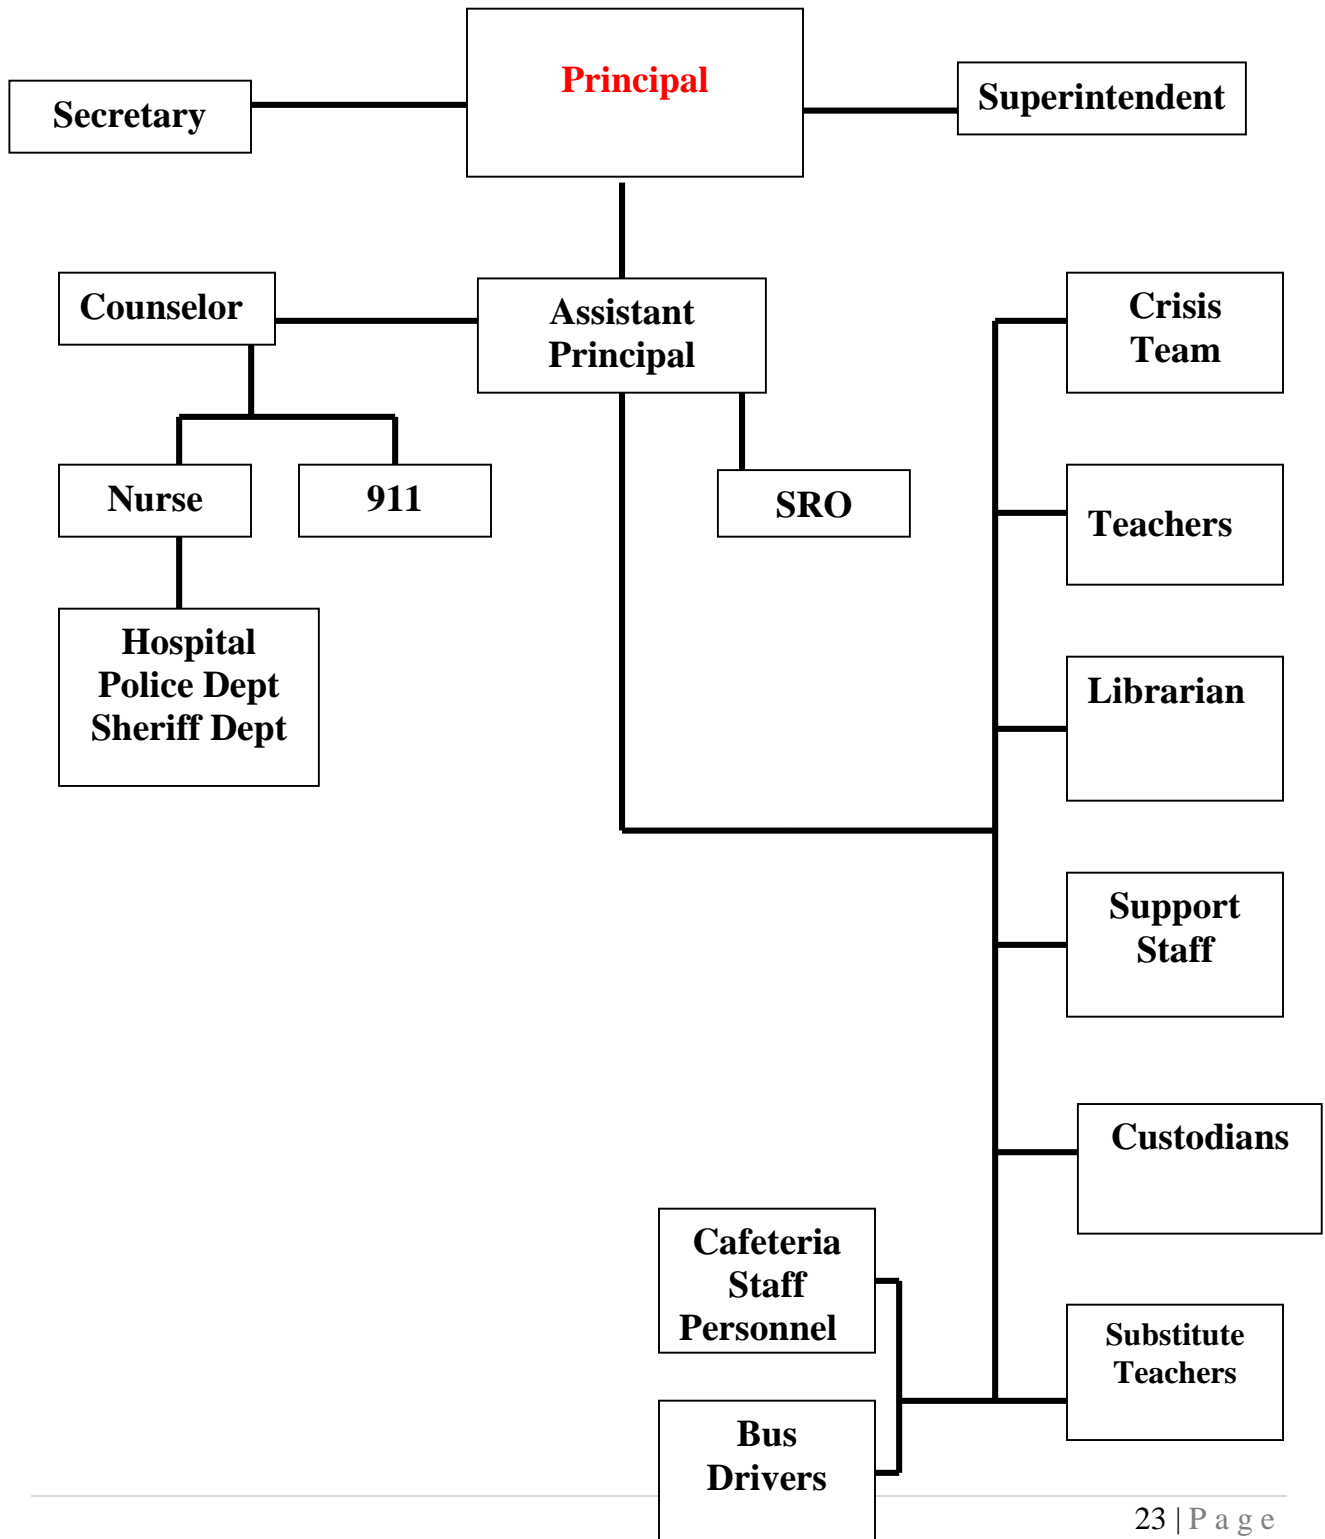 Principal
Secretary
Superintendent
Counselor
Assistant
Principal
Crisis
Team
Nurse
911
SRO
Teachers
Hospital
Police Dept
Sheriff Dept
Librarian
Support
Staff
Custodians
Cafeteria
Staff
Personnel
Substitute
Teachers
Bus
Drivers
23 | P a g e